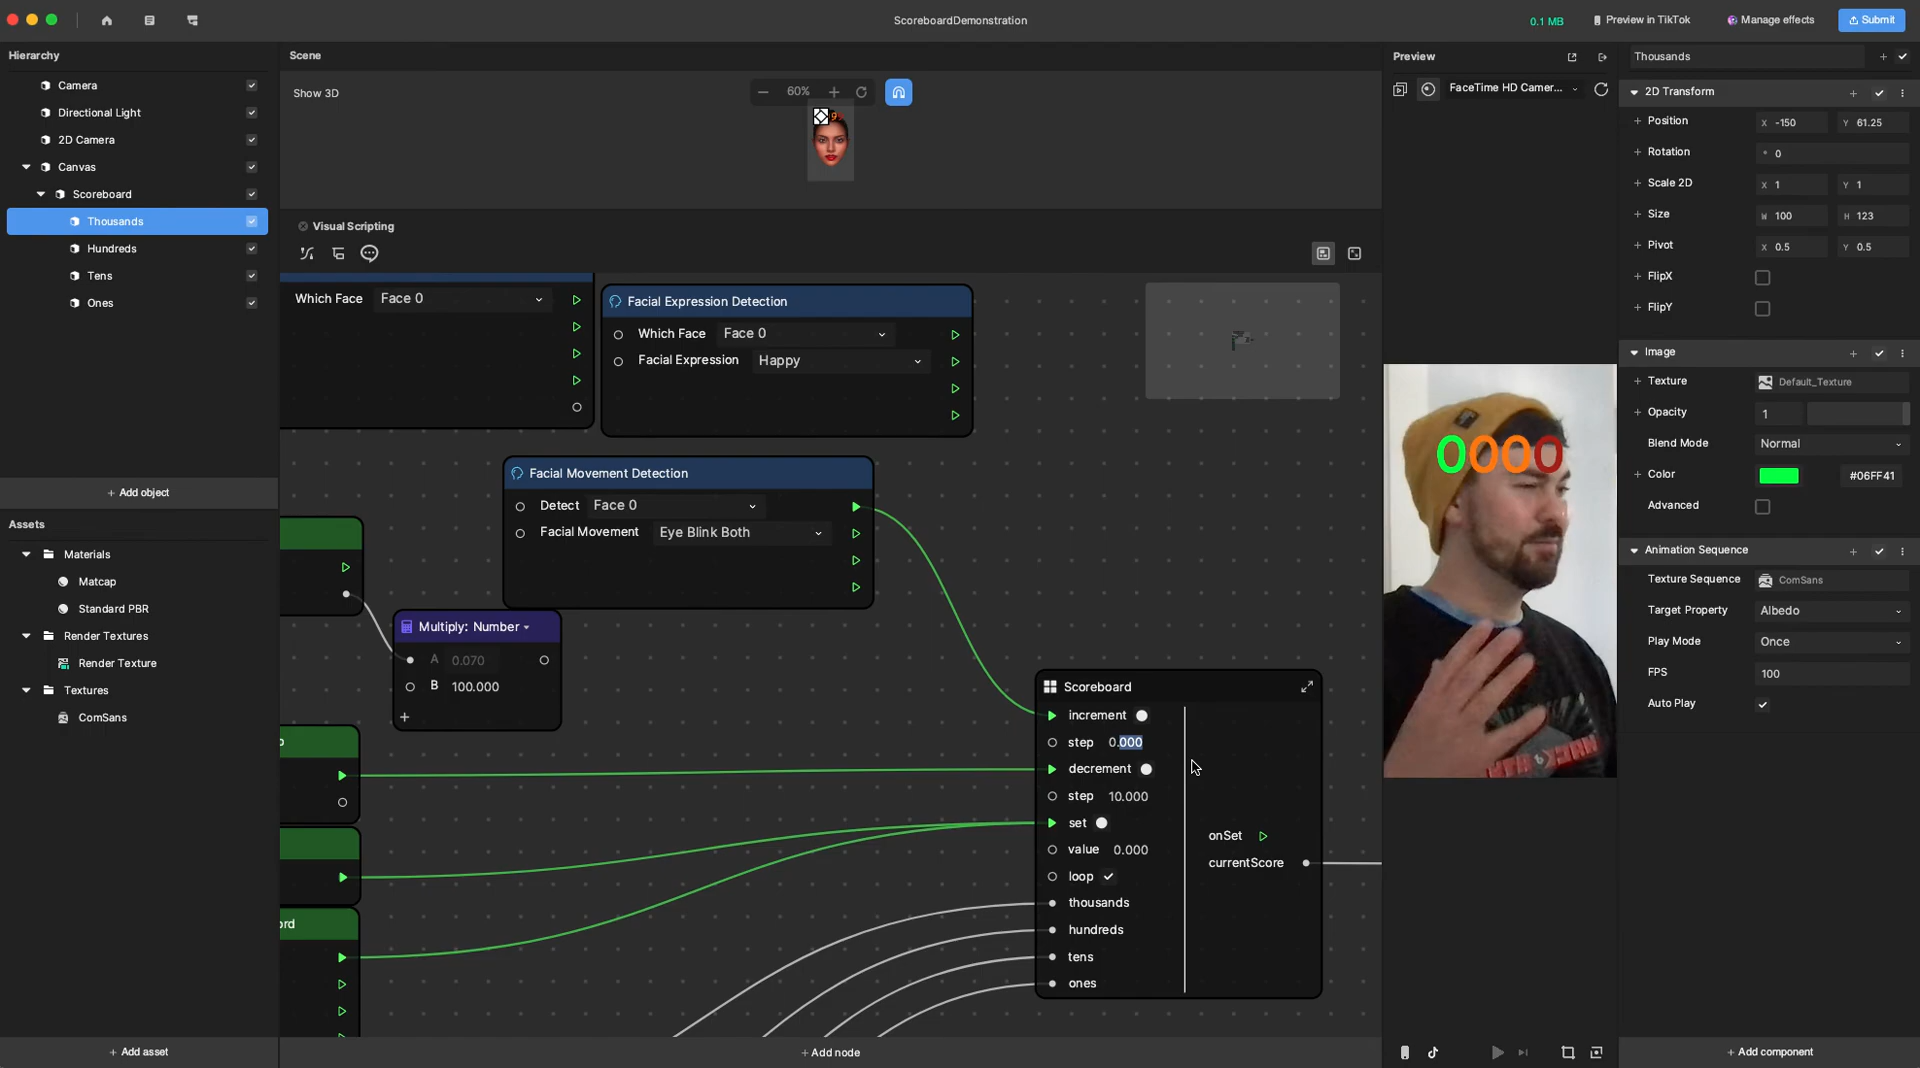 ScoreboardDemonstration
0.1 MB
Preview in TikTok
Manage effects
Submit
Hierarchy
Camera
Directional Light
2D Camera
Canvas
Scoreboard
Thousands
Hundreds
Tens
Ones
+ Add object
Assets
Materials
Matcap
Standard PBR
Render Textures
Render Texture
Textures
ComSans
+ Add asset
Scene
Show 3D
60%
Visual Scripting
Which Face Face 0
Facial Expression Detection
Which Face Face 0
Facial Expression Happy
Facial Movement Detection
Detect Face 0
Facial Movement Eye Blink Both
Multiply: Number
A 0.070
B 100.000
+
ord
Scoreboard
increment
step 0.000
decrement
step 10.000
set
value 0.000
loop
thousands
hundreds
tens
ones
onSet
currentScore
+ Add node
Preview
FaceTime HD Camer...
0000
Thousands
2D Transform
Position X -150 Y 61.25
Rotation ° 0
Scale 2D X 1 Y 1
Size W 100 H 123
Pivot X 0.5 Y 0.5
FlipX
FlipY
Image
Texture Default_Texture
Opacity 1
Blend Mode Normal
Color #06FF41
Advanced
Animation Sequence
Texture Sequence ComSans
Target Property Albedo
Play Mode Once
FPS 100
Auto Play
+ Add component